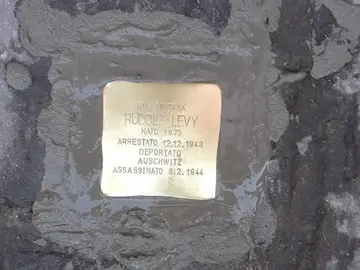 QUI ABITAVA
RUDOLF LEVY
NATO 1875
ARRESTATO 12.12.1943
DEPORTATO
AUSCHWITZ
ASSASSINATO 6.2.1944